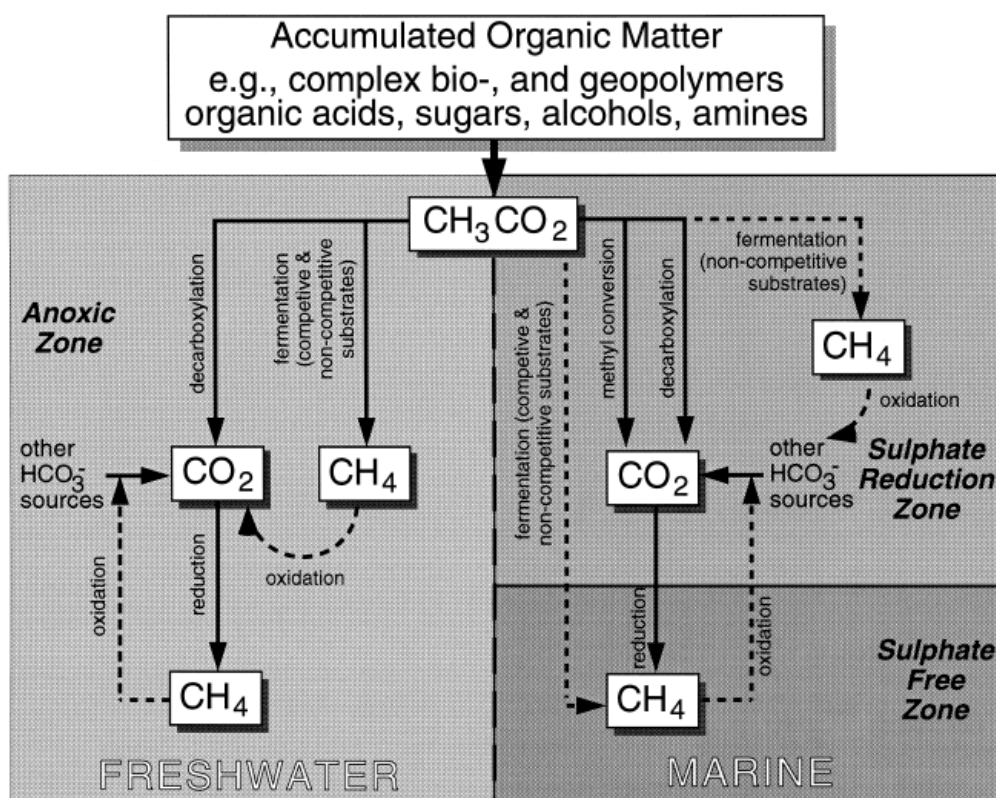 Accumulated Organic Matter
e.g., complex bio-, and geopolymers
organic acids, sugars, alcohols, amines
CH3CO2
Anoxic
Zone
decarboxylation
fermentation
(competive &
non-competitive
substrates)
other
HCO3-
sources
CO2
CH4
oxidation
oxidation
reduction
CH4
FRESHWATER
fermentation (competive &
non-competitive substrates)
methyl conversion
decarboxylation
fermentation
(non-competitive
substrates)
CH4
oxidation
CO2
other
HCO3-
sources
Sulphate
Reduction
Zone
reduction
oxidation
CH4
Sulphate
Free
Zone
MARINE